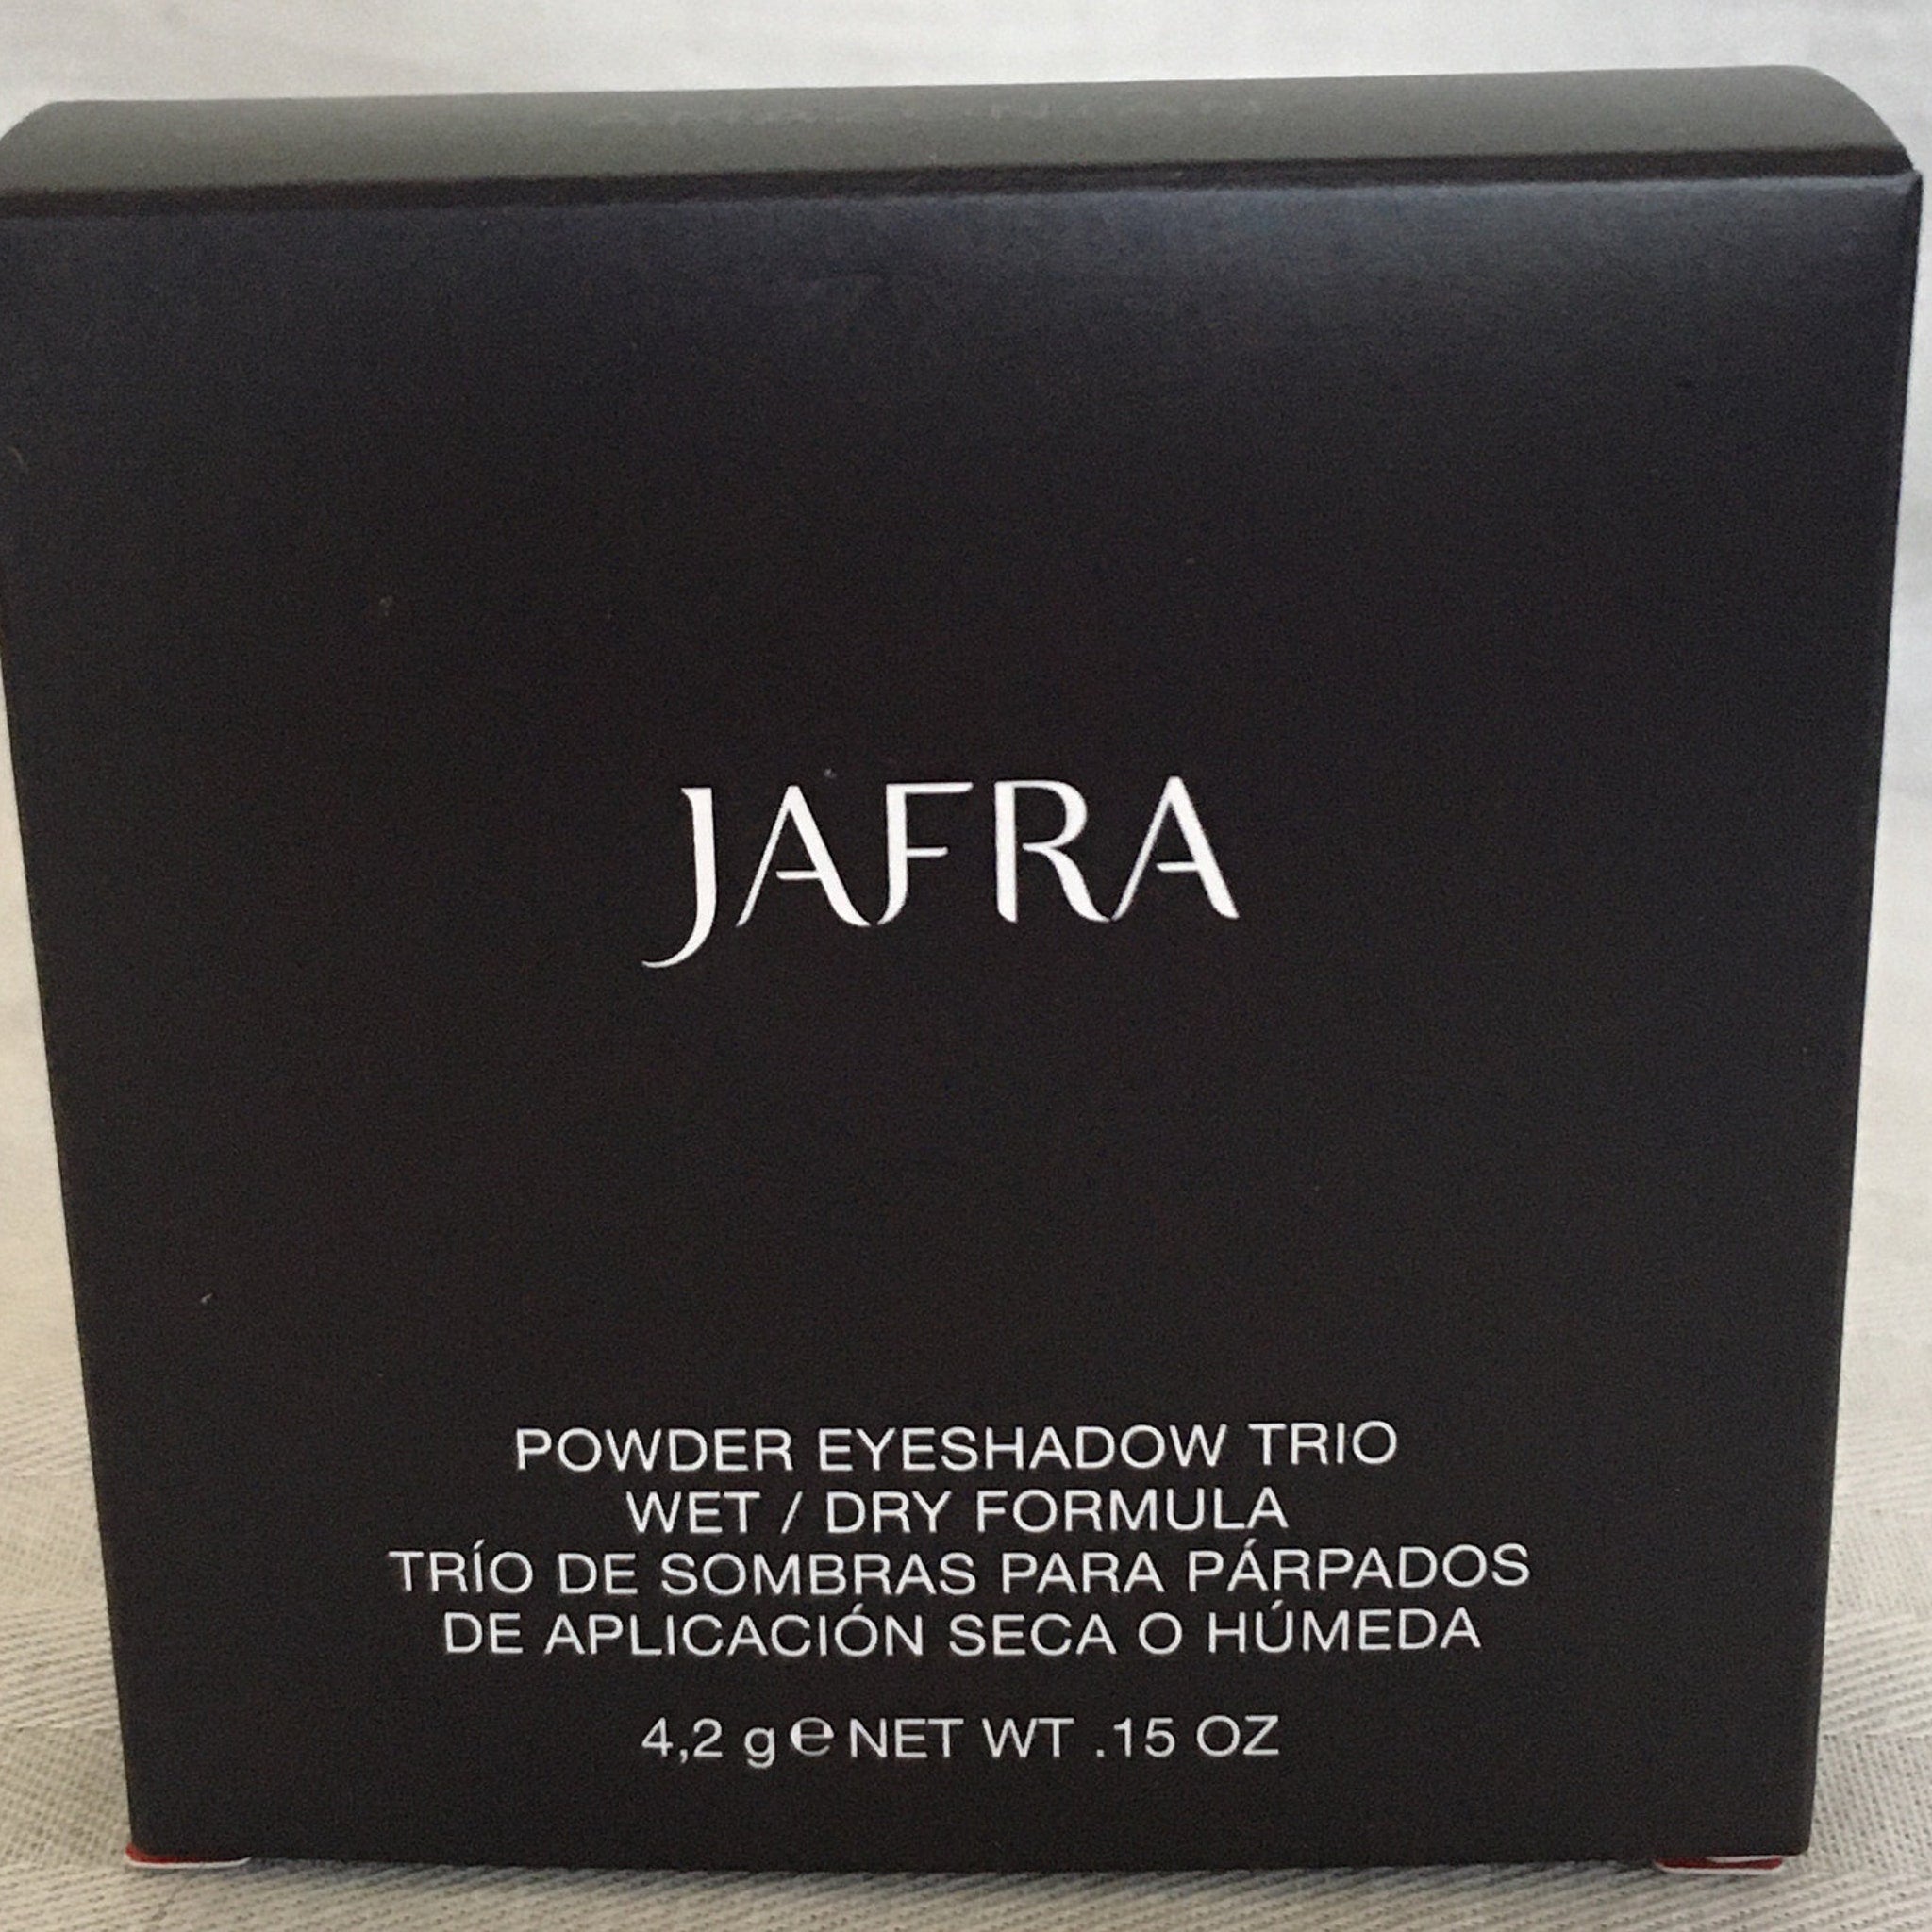 JAFRA
POWDER EYESHADOW TRIO
WET / DRY FORMULA
TRÍO DE SOMBRAS PARA PÁRPADOS
DE APLICACIÓN SECA O HÚMEDA
4,2 g ℮ NET WT .15 OZ